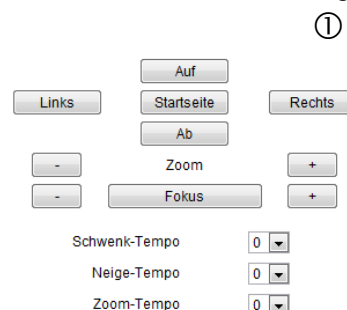 ①
Auf
Links Startseite Rechts
Ab
- Zoom +
- Fokus +
Schwenk-Tempo 0
Neige-Tempo 0
Zoom-Tempo 0